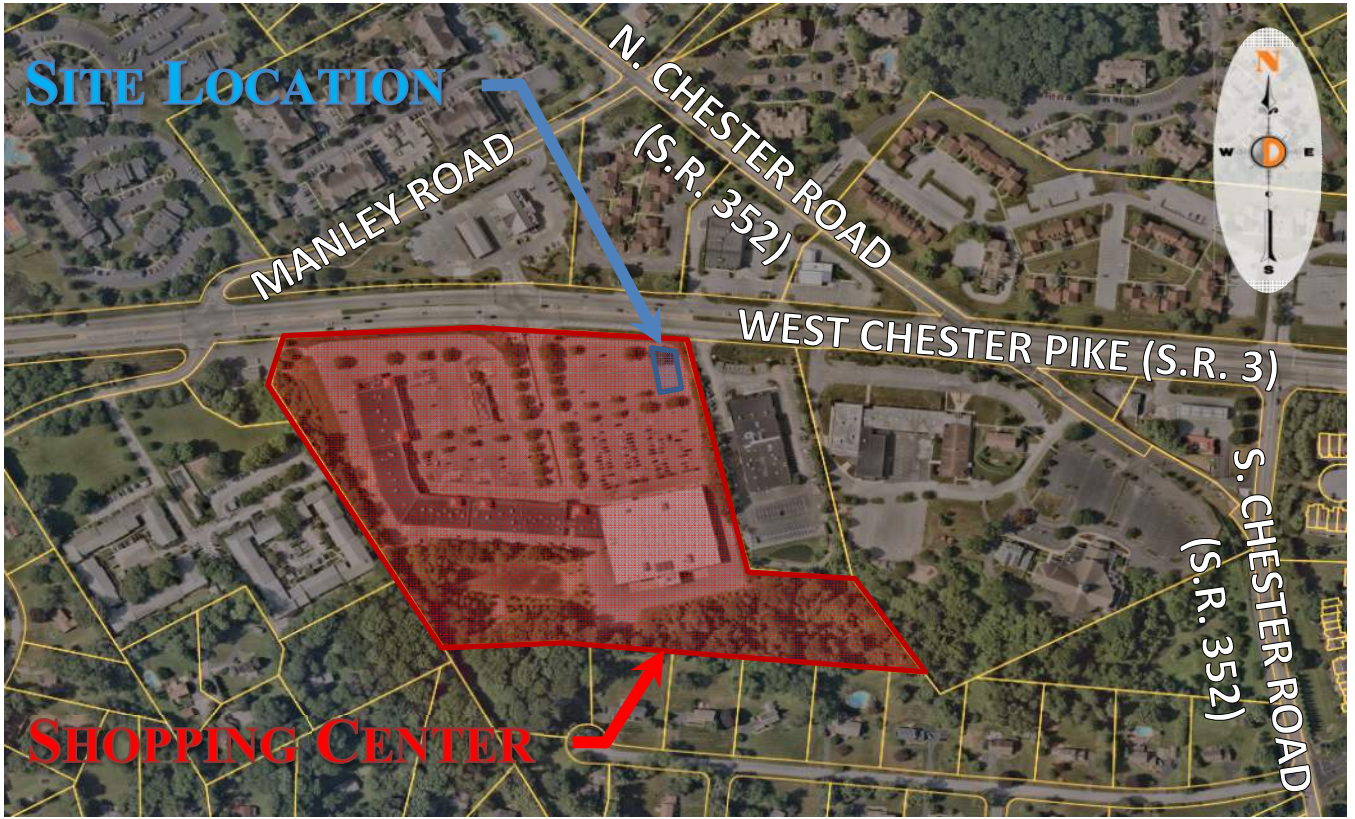 N. CHESTER ROAD
(S.R. 352)
SITE LOCATION
MANLEY ROAD
N
W
D
E
S
WEST CHESTER PIKE (S.R. 3)
S. CHESTER ROAD
(S.R. 352)
SHOPPING CENTER